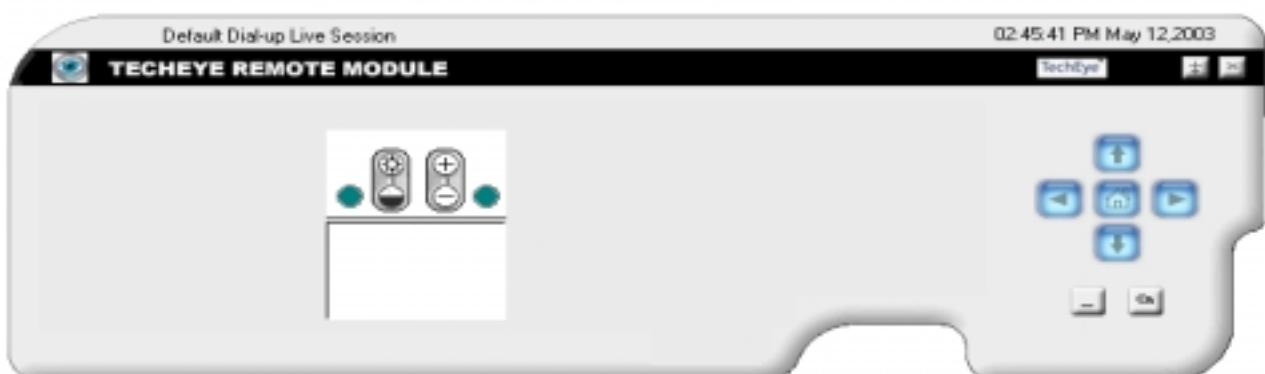 Default Dial-up Live Session
02:45:41 PM May 12,2003
TECHEYE REMOTE MODULE
TechEye